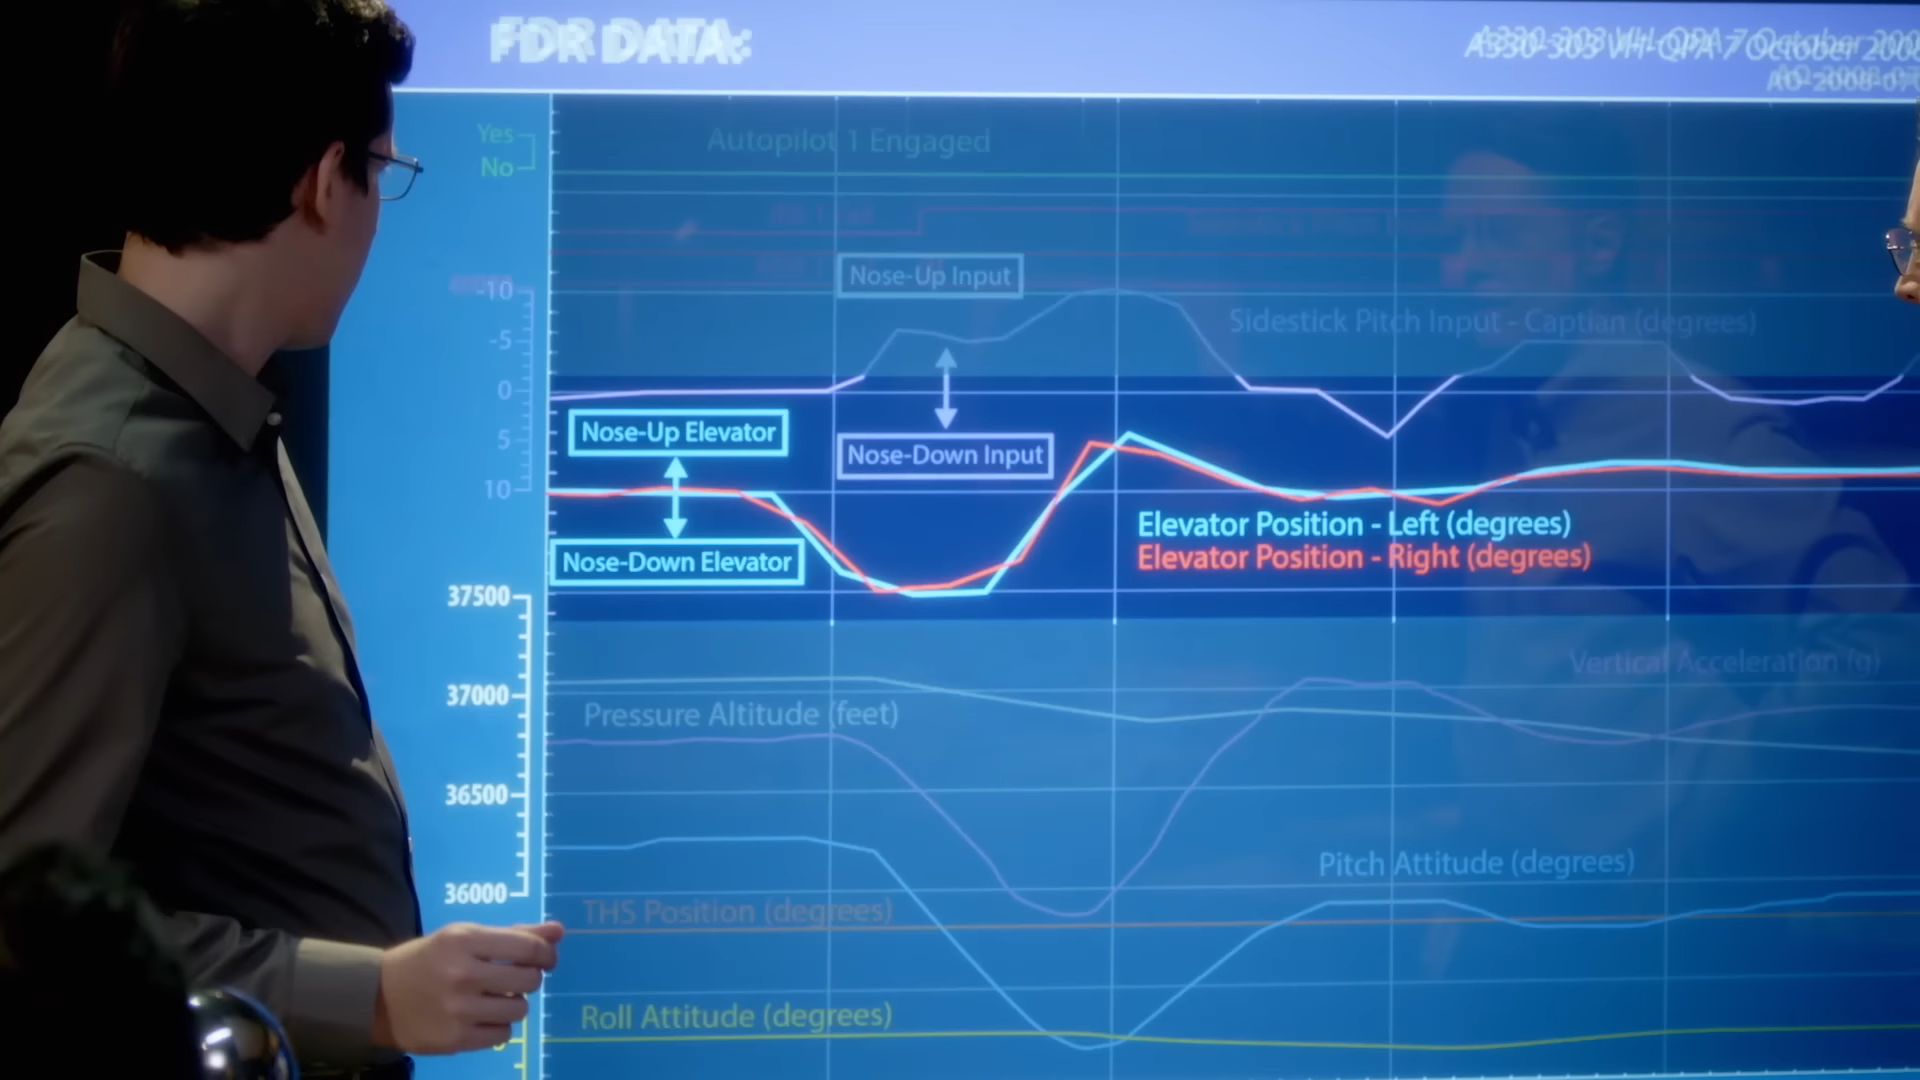 FDR DATA:
A330-303 VH-QPA 7 October 200
AO-2008-07
Yes
No
Autopilot 1 Engaged
Nose-Up Input
-10
Sidestick Pitch Input - Captian (degrees)
-5
0
Nose-Up Elevator
5
Nose-Down Input
10
Elevator Position - Left (degrees)
Elevator Position - Right (degrees)
Nose-Down Elevator
37500
Vertical Acceleration (g)
37000
Pressure Altitude (feet)
36500
Pitch Attitude (degrees)
36000
THS Position (degrees)
Roll Attitude (degrees)